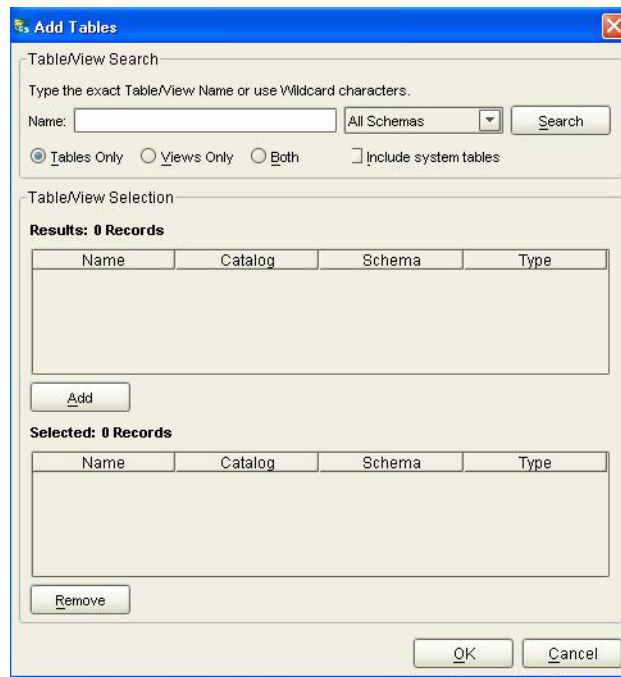 Add Tables
Table/View Search
Type the exact Table/View Name or use Wildcard characters.
Name: All Schemas Search
Tables Only Views Only Both Include system tables
Table/View Selection
Results: 0 Records
Name Catalog Schema Type
Add
Selected: 0 Records
Name Catalog Schema Type
Remove
OK Cancel